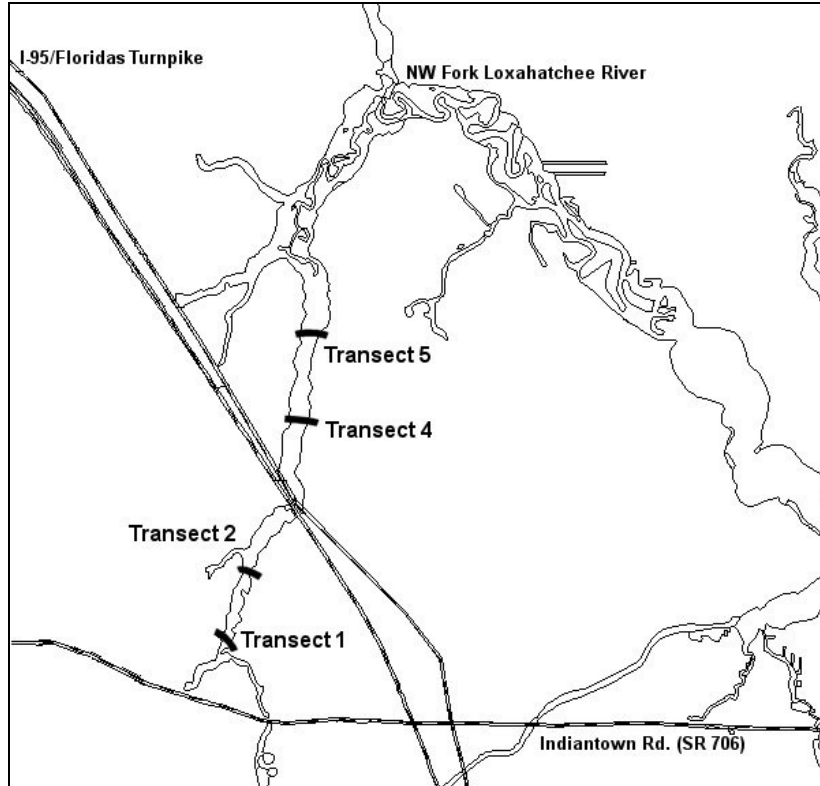 I-95/Floridas Turnpike
NW Fork Loxahatchee River
Transect 5
Transect 4
Transect 2
Transect 1
Indiantown Rd. (SR 706)